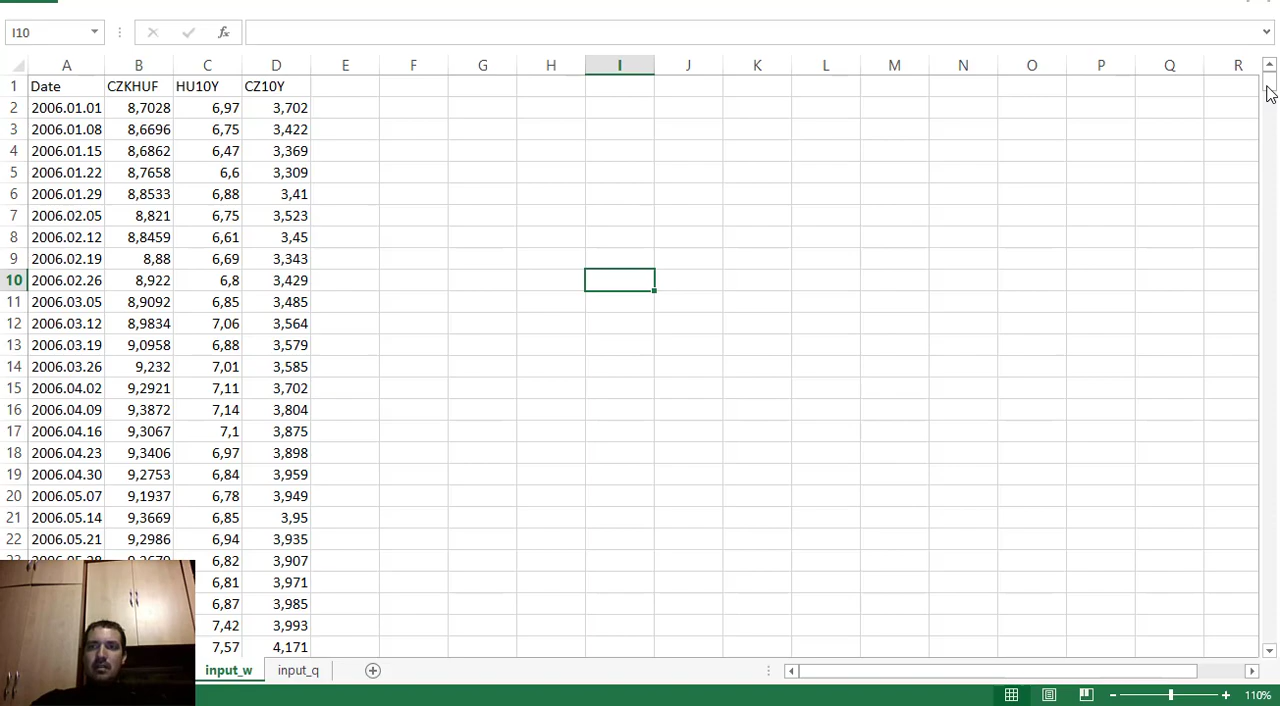 I10 fx
A B C D E F G H I J K L M N O P Q R
1 Date CZKHUF HU10Y CZ10Y
2 2006.01.01 8,7028 6,97 3,702
3 2006.01.08 8,6696 6,75 3,422
4 2006.01.15 8,6862 6,47 3,369
5 2006.01.22 8,7658 6,6 3,309
6 2006.01.29 8,8533 6,88 3,41
7 2006.02.05 8,821 6,75 3,523
8 2006.02.12 8,8459 6,61 3,45
9 2006.02.19 8,88 6,69 3,343
10 2006.02.26 8,922 6,8 3,429
11 2006.03.05 8,9092 6,85 3,485
12 2006.03.12 8,9834 7,06 3,564
13 2006.03.19 9,0958 6,88 3,579
14 2006.03.26 9,232 7,01 3,585
15 2006.04.02 9,2921 7,11 3,702
16 2006.04.09 9,3872 7,14 3,804
17 2006.04.16 9,3067 7,1 3,875
18 2006.04.23 9,3406 6,97 3,898
19 2006.04.30 9,2753 6,84 3,959
20 2006.05.07 9,1937 6,78 3,949
21 2006.05.14 9,3669 6,85 3,95
22 2006.05.21 9,2986 6,94 3,935
6,82 3,907
6,81 3,971
6,87 3,985
7,42 3,993
7,57 4,171
input_w input_q
110%